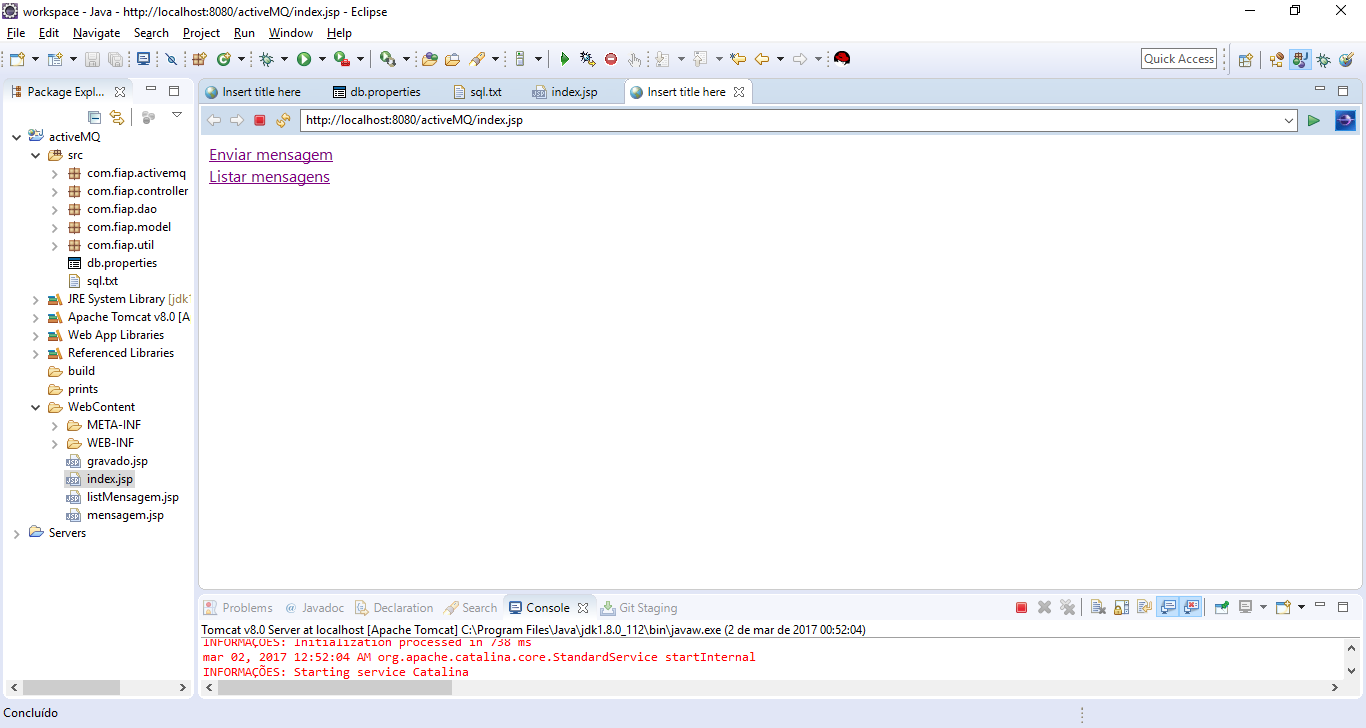 workspace - Java - http://localhost:8080/activeMQ/index.jsp - Eclipse
File Edit Navigate Search Project Run Window Help
Quick Access
Package Expl...
Insert title here db.properties sql.txt index.jsp Insert title here
http://localhost:8080/activeMQ/index.jsp
activeMQ
src
com.fiap.activemq
com.fiap.controller
com.fiap.dao
com.fiap.model
com.fiap.util
db.properties
sql.txt
JRE System Library [jdk1
Apache Tomcat v8.0 [A
Web App Libraries
Referenced Libraries
build
prints
WebContent
META-INF
WEB-INF
gravado.jsp
index.jsp
listMensagem.jsp
mensagem.jsp
Servers
Enviar mensagem
Listar mensagens
Problems @ Javadoc Declaration Search Console Git Staging
Tomcat v8.0 Server at localhost [Apache Tomcat] C:\Program Files\Java\jdk1.8.0_112\bin\javaw.exe (2 de mar de 2017 00:52:04)
INFORMAÇÕES: Initialization processed in 738 ms
mar 02, 2017 12:52:04 AM org.apache.catalina.core.StandardService startInternal
INFORMAÇÕES: Starting service Catalina
Concluído